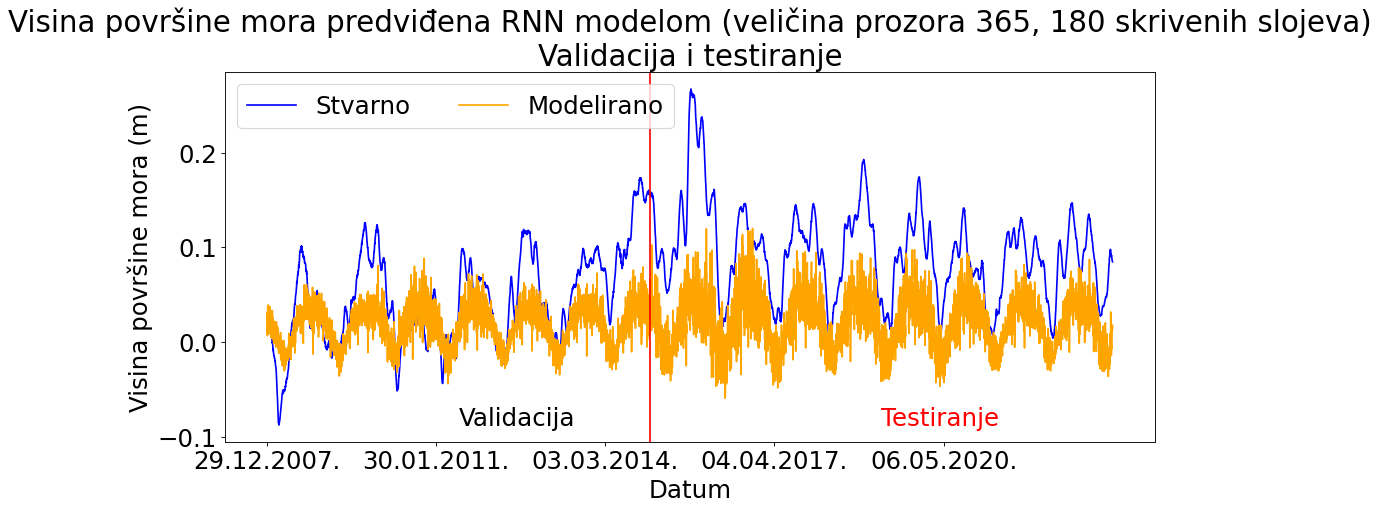 Visina površine mora predviđena RNN modelom (veličina prozora 365, 180 skrivenih slojeva)
Validacija i testiranje
Stvarno
Modelirano
Visina površine mora (m)
0.2
0.1
0.0
−0.1
Validacija
Testiranje
29.12.2007.
30.01.2011.
03.03.2014.
04.04.2017.
06.05.2020.
Datum